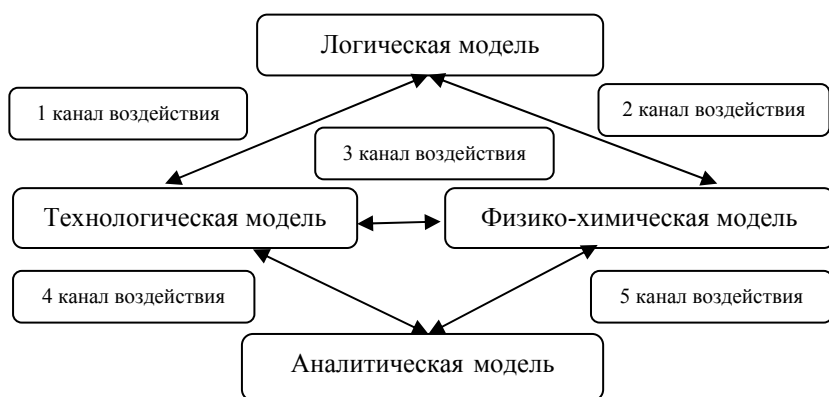 Логическая модель
1 канал воздействия
2 канал воздействия
3 канал воздействия
Технологическая модель
Физико-химическая модель
4 канал воздействия
5 канал воздействия
Аналитическая модель